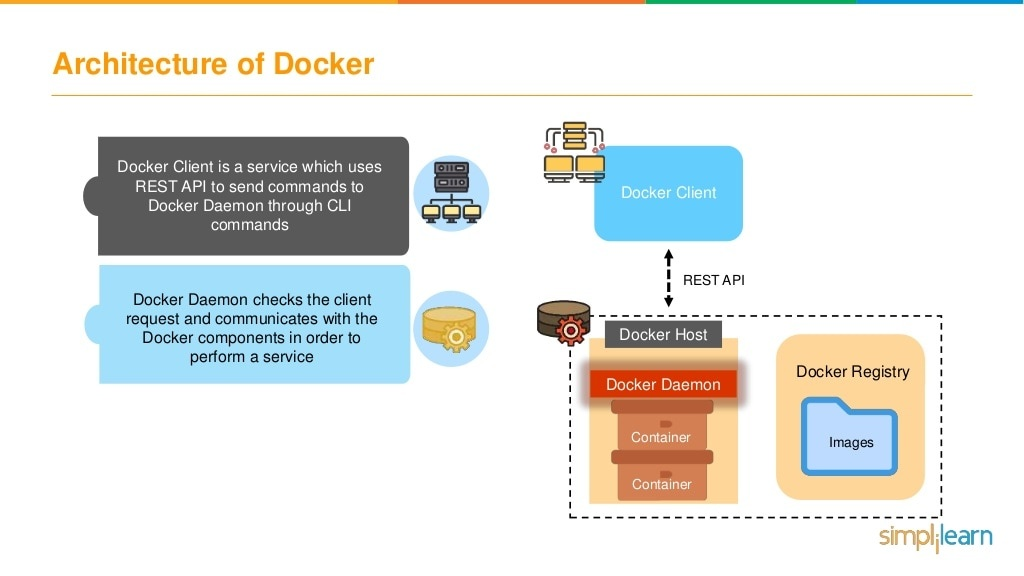 Architecture of Docker
Docker Client is a service which uses
REST API to send commands to
Docker Daemon through CLI
commands
Docker Daemon checks the client
request and communicates with the
Docker components in order to
perform a service
Docker Client
REST API
Docker Host
Docker Daemon
Container
Container
Docker Registry
Images
simplilearn